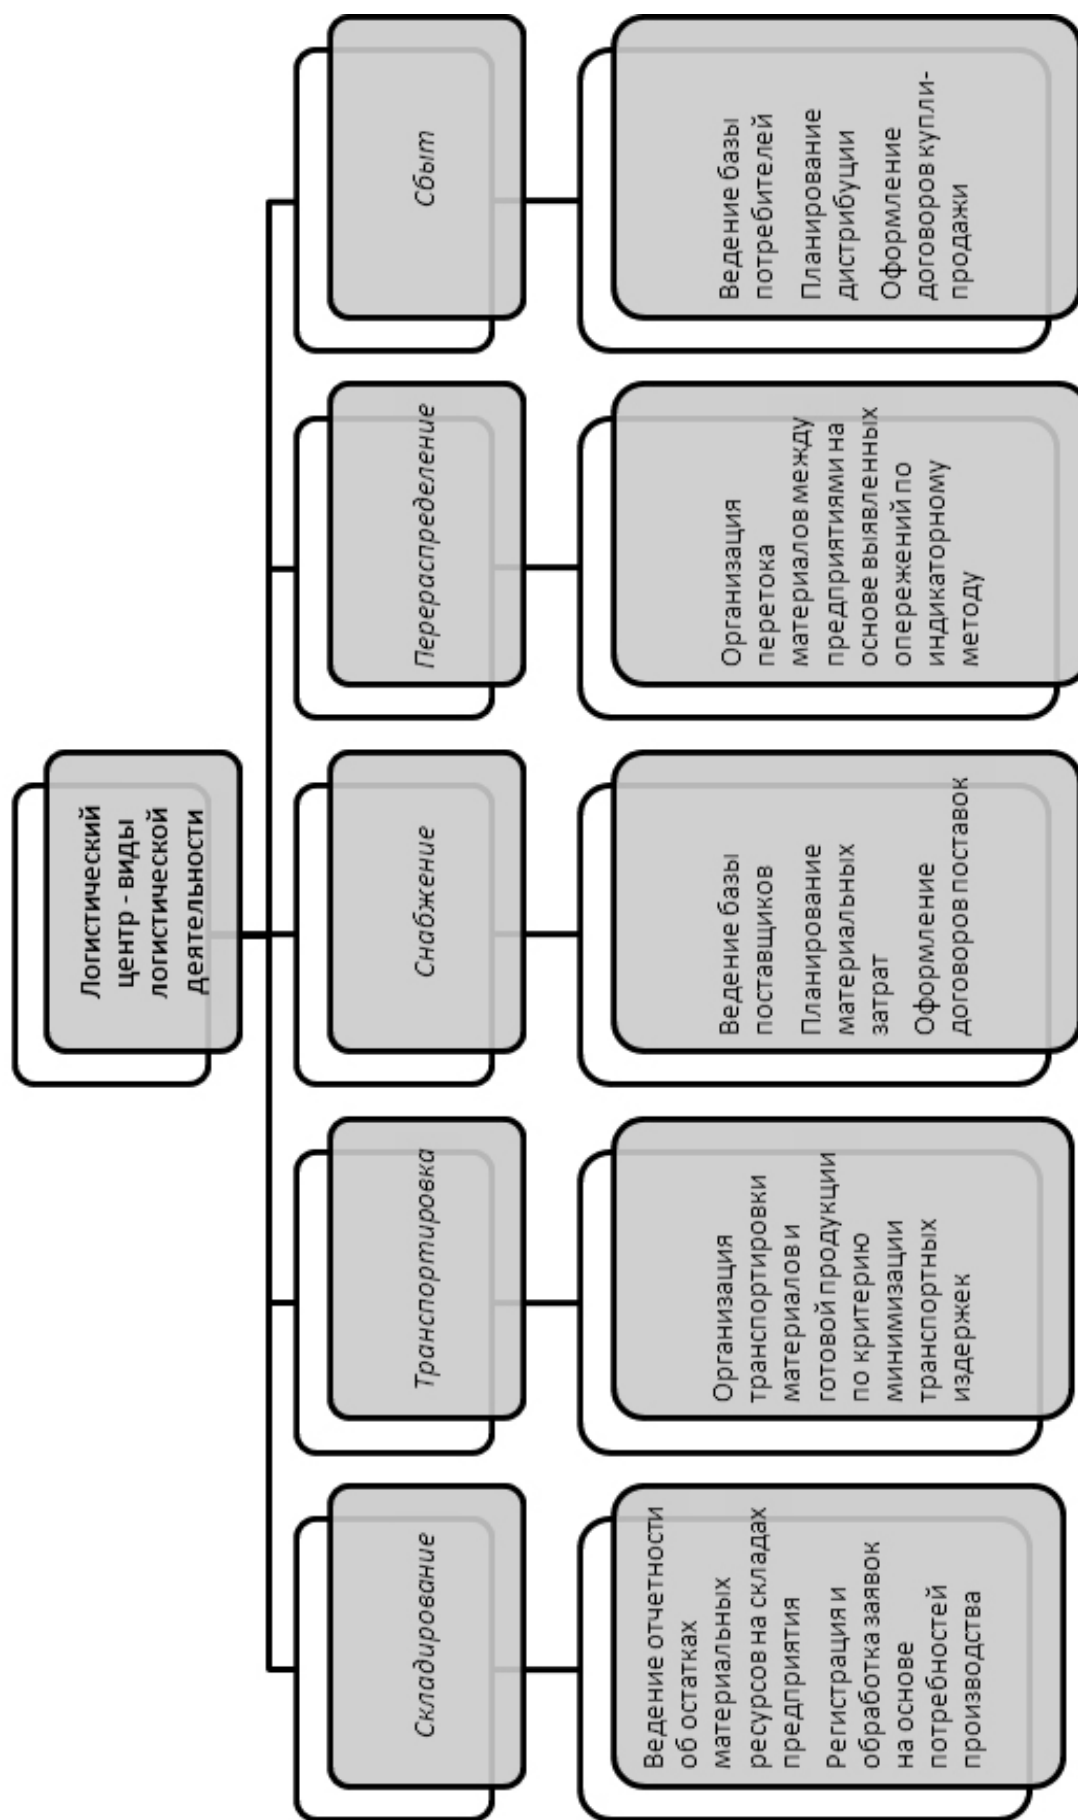 Логистический
центр - виды
логистической
деятельности
Складирование
Ведение отчетности
об остатках
материальных
ресурсов на складах
предприятия
Регистрация и
обработка заявок
на основе
потребностей
производства
Транспортировка
Организация
транспортировки
материалов и
готовой продукции
по критерию
минимизации
транспортных
издержек
Снабжение
Ведение базы
поставщиков
Планирование
материальных
затрат
Оформление
договоров поставок
Перераспределение
Организация
перетока
материалов между
предприятиями на
основе выявленных
опережений по
индикаторному
методу
Сбыт
Ведение базы
потребителей
Планирование
дистрибуции
Оформление
договоров купли-
продажи